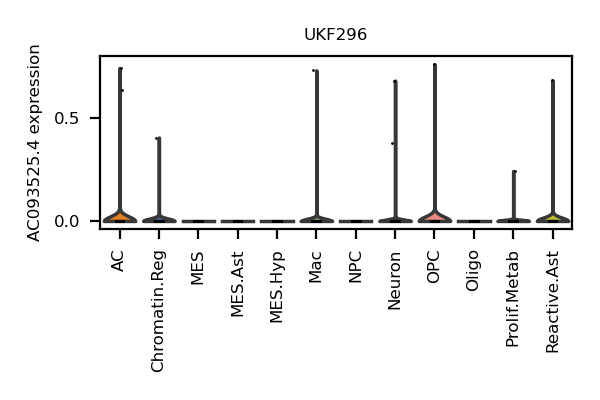 UKF296
AC093525.4 expression
0.5
0.0
AC
Chromatin.Reg
MES
MES.Ast
MES.Hyp
Mac
NPC
Neuron
OPC
Oligo
Prolif.Metab
Reactive.Ast